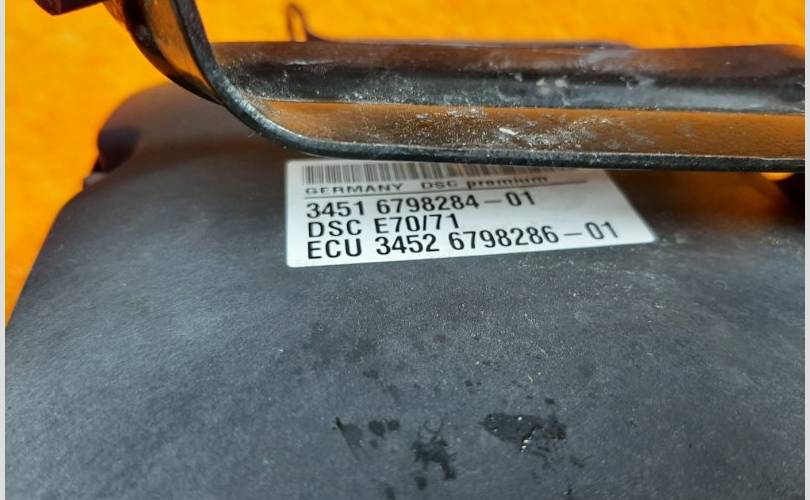 GERMANY DSC premium
3451 6798284-01
DSC E70/71
ECU 3452 6798286-01